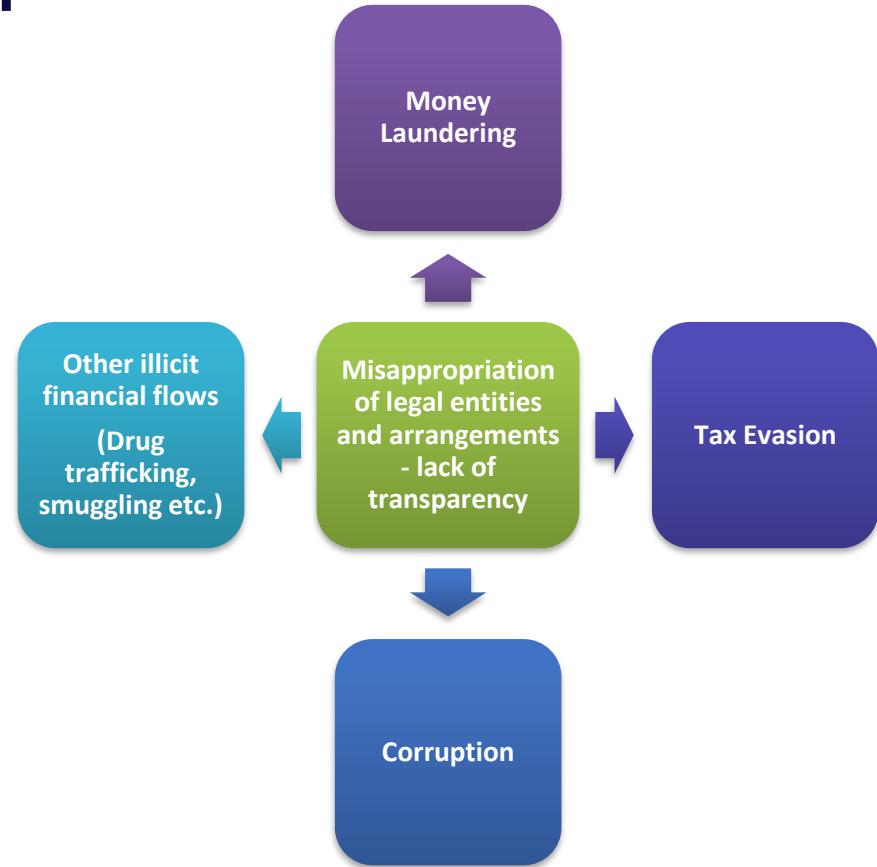 Money
Laundering
Other illicit
financial flows
(Drug
trafficking,
smuggling etc.)
Misappropriation
of legal entities
and arrangements
- lack of
transparency
Tax Evasion
Corruption